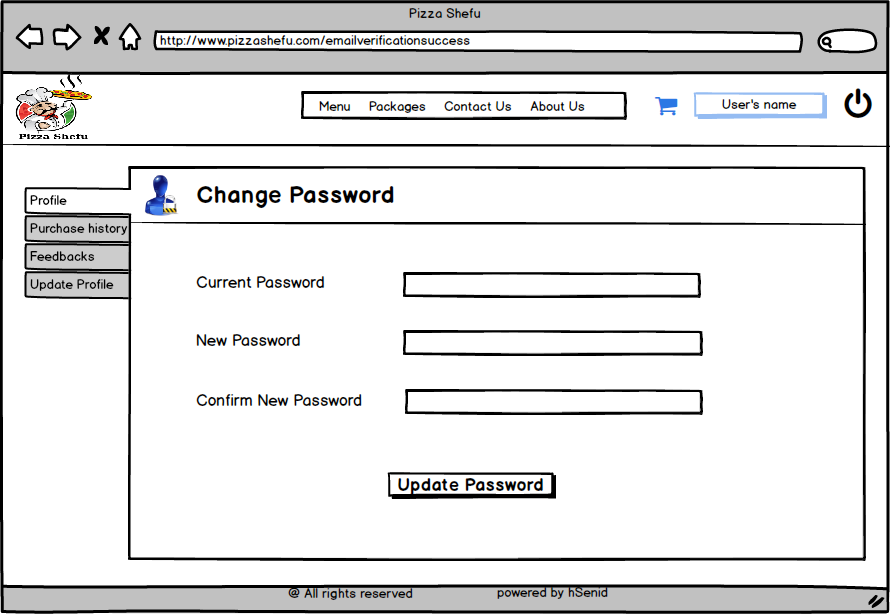 Pizza Shefu
http://www.pizzashefu.com/emailverificationsuccess
Pizza Shefu
Menu Packages Contact Us About Us
User's name
Change Password
Profile
Purchase history
Feedbacks
Update Profile
Current Password
New Password
Confirm New Password
Update Password
@ All rights reserved powered by hSenid